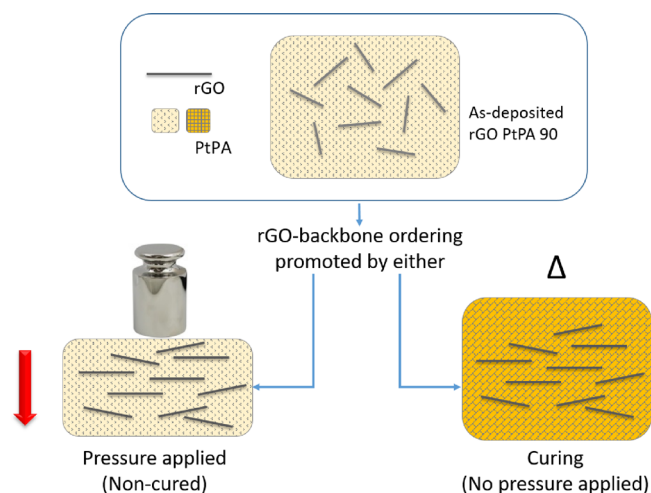 rGO
PtPA
As-deposited
rGO PtPA 90
rGO-backbone ordering
promoted by either
Δ
Pressure applied
(Non-cured)
Curing
(No pressure applied)